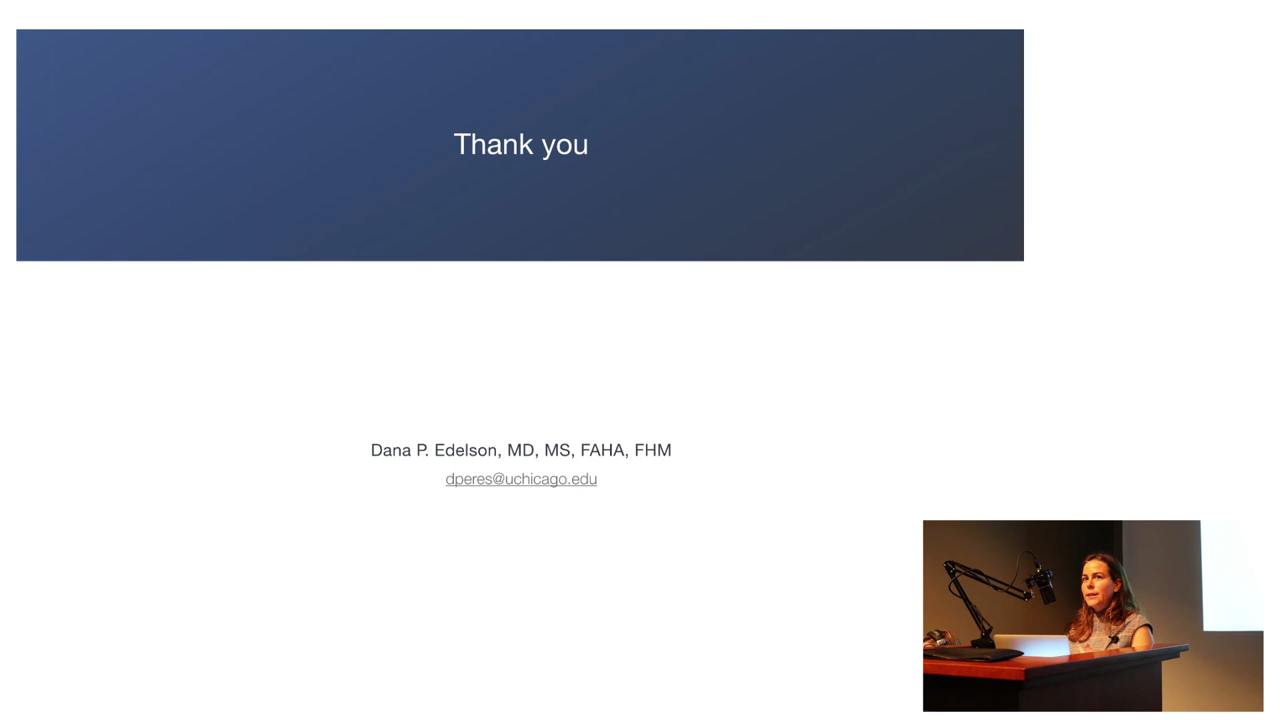 Thank you
Dana P. Edelson, MD, MS, FAHA, FHM
dperes@uchicago.edu